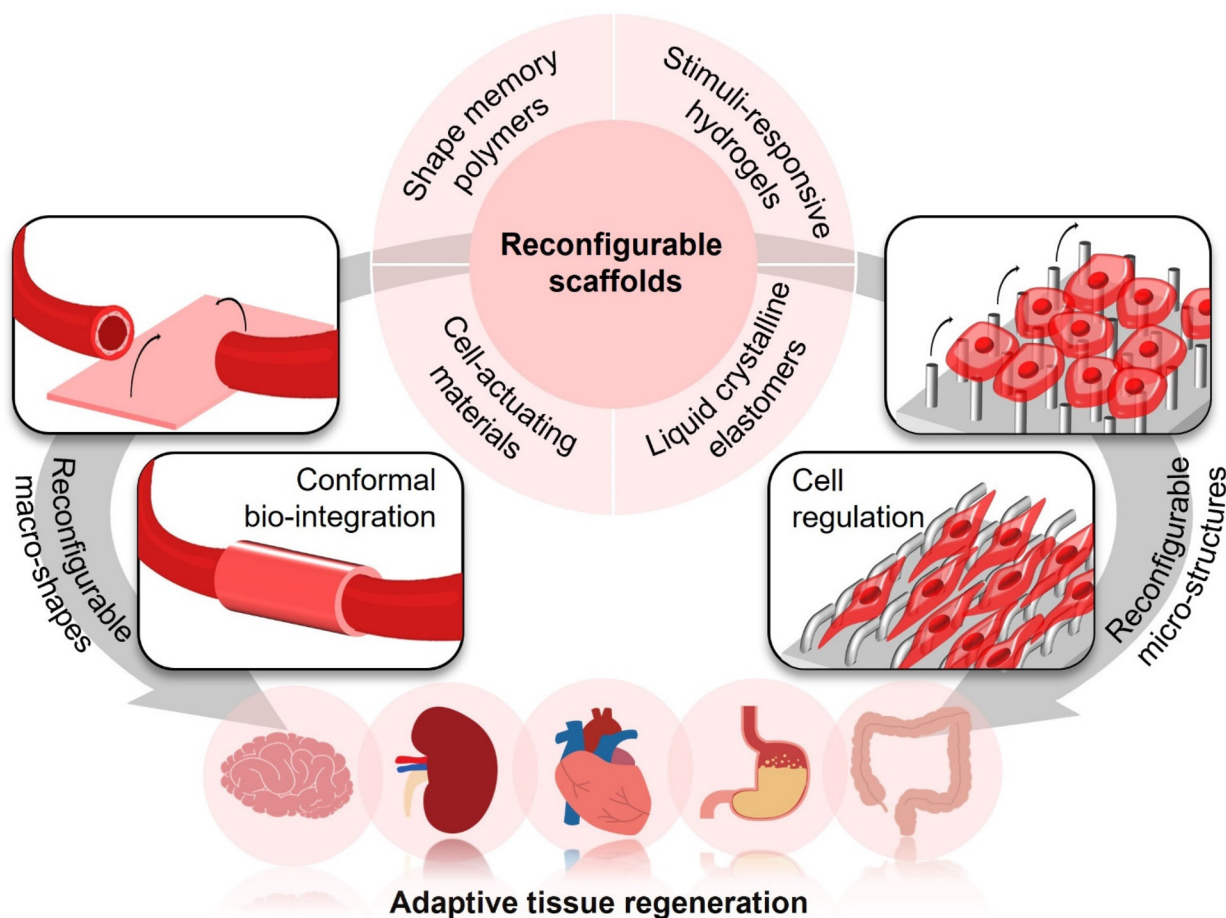 Shape memory
polymers
Stimuli-responsive
hydrogels
Reconfigurable
scaffolds
Cell-actuating
materials
Liquid crystalline
elastomers
Reconfigurable
macro-shapes
Conformal
bio-integration
Cell
regulation
Reconfigurable
micro-structures
Adaptive tissue regeneration